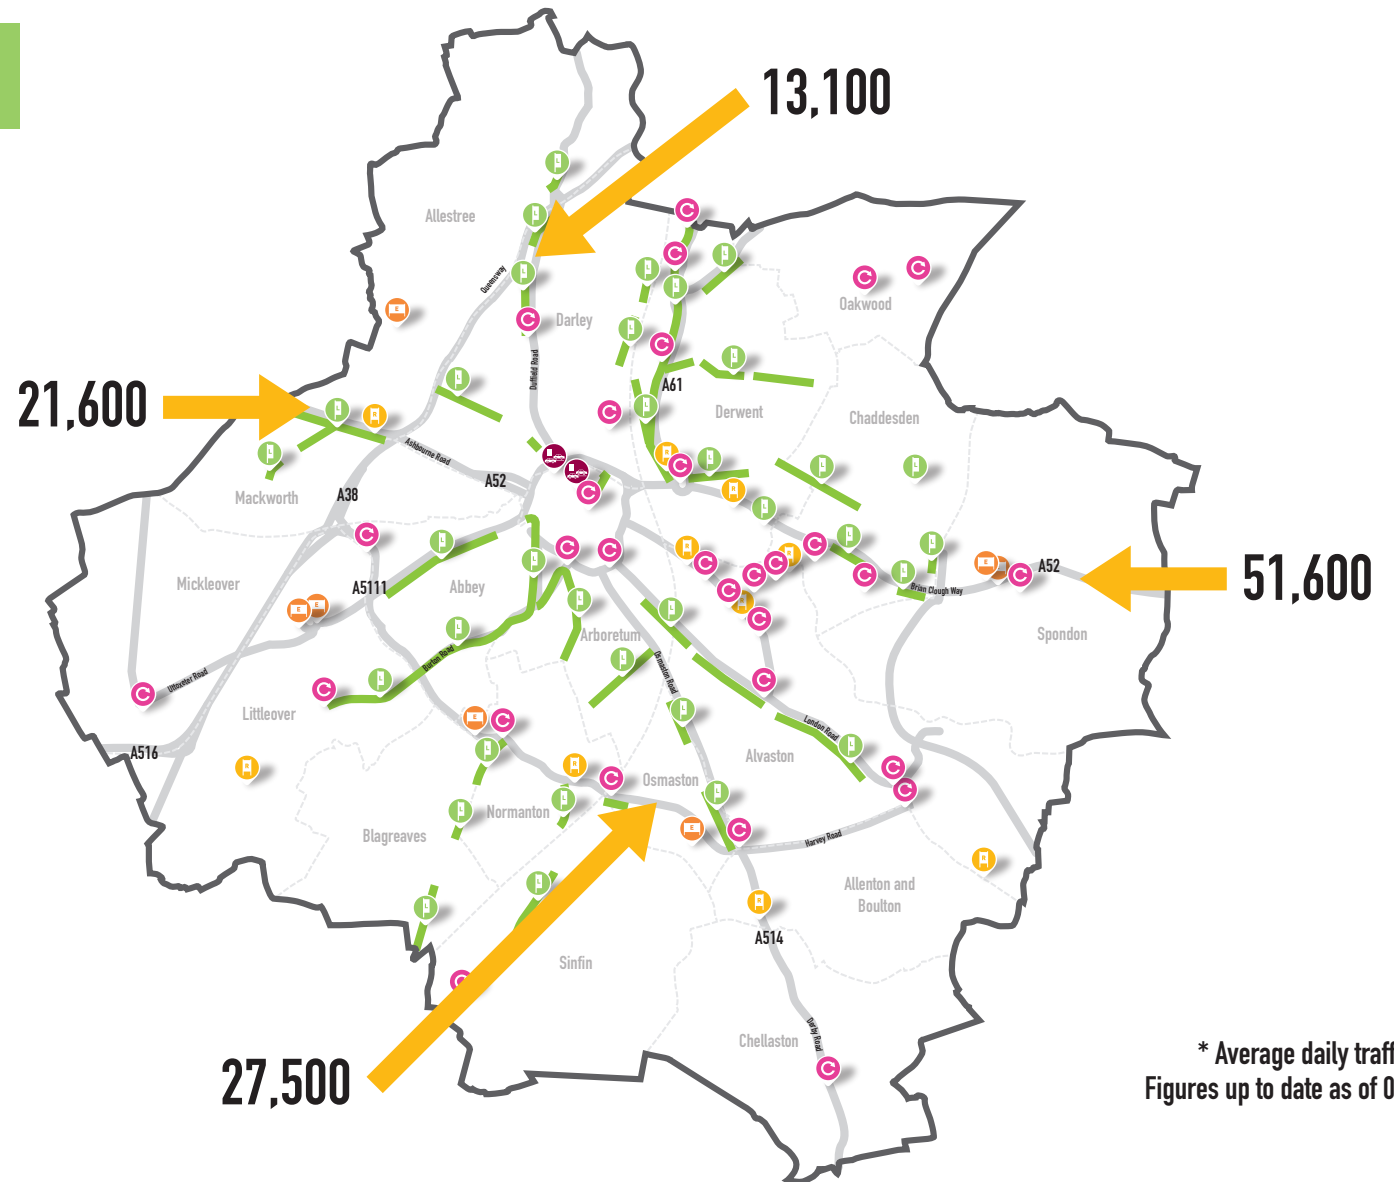 13,100
Allestree
Queensway
Oakwood
Darley
Duffield Road
A61
21,600
Derwent
Chaddesden
Ashbourne Road
A52
Mackworth
A38
A52
Mickleover
A5111
Abbey
Brian Clough Way
51,600
Spondon
Arboretum
Burton Road
Osmaston Road
Uttoxeter Road
Littleover
London Road
A516
Alvaston
Osmaston
Normanton
Blagreaves
Harvey Road
Allenton and
Boulton
A514
Sinfin
Derby Road
Chellaston
27,500
* Average daily traff
Figures up to date as of 0